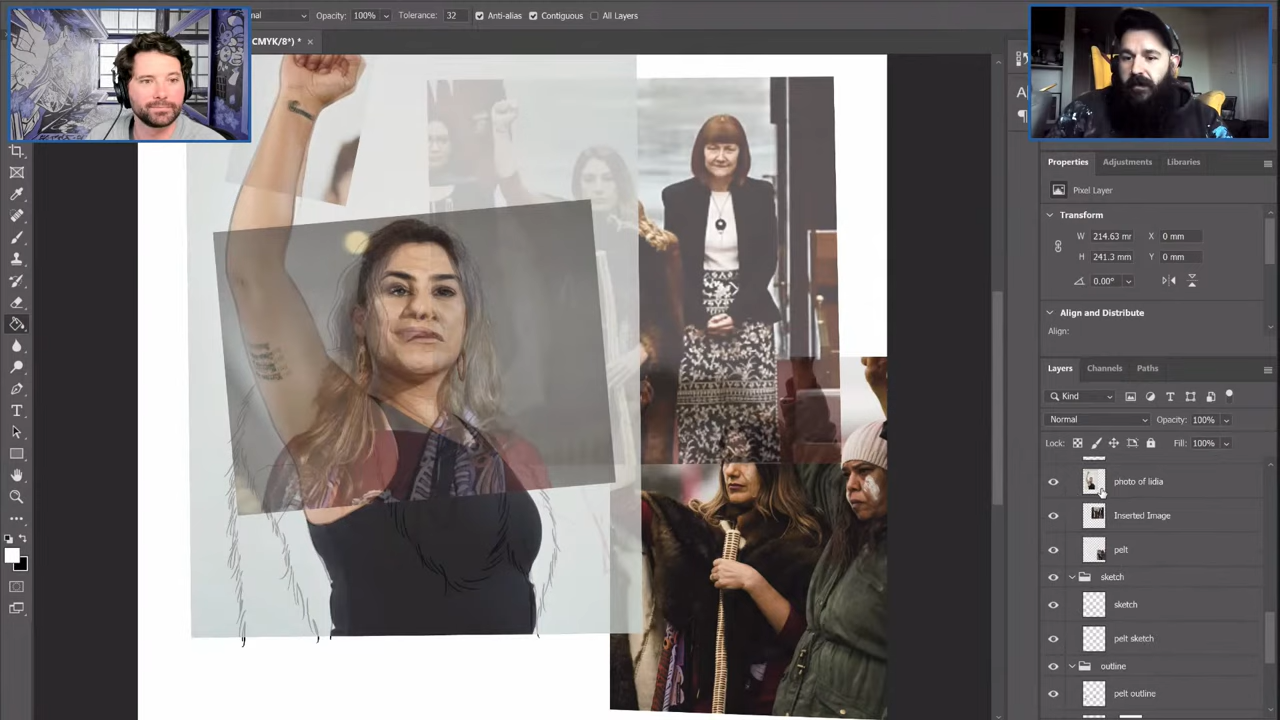 nal Opacity: 100% Tolerance: 32 Anti-alias Contiguous All Layers
CMYK/8*) * ×
Properties Adjustments Libraries
Pixel Layer
Transform
W 214.63 mr X 0 mm
H 241.3 mm Y 0 mm
0.00°
Align and Distribute
Align:
Layers Channels Paths
Kind
Normal Opacity: 100%
Lock: Fill: 100%
photo of lidia
Inserted Image
pelt
sketch
sketch
pelt sketch
outline
pelt outline